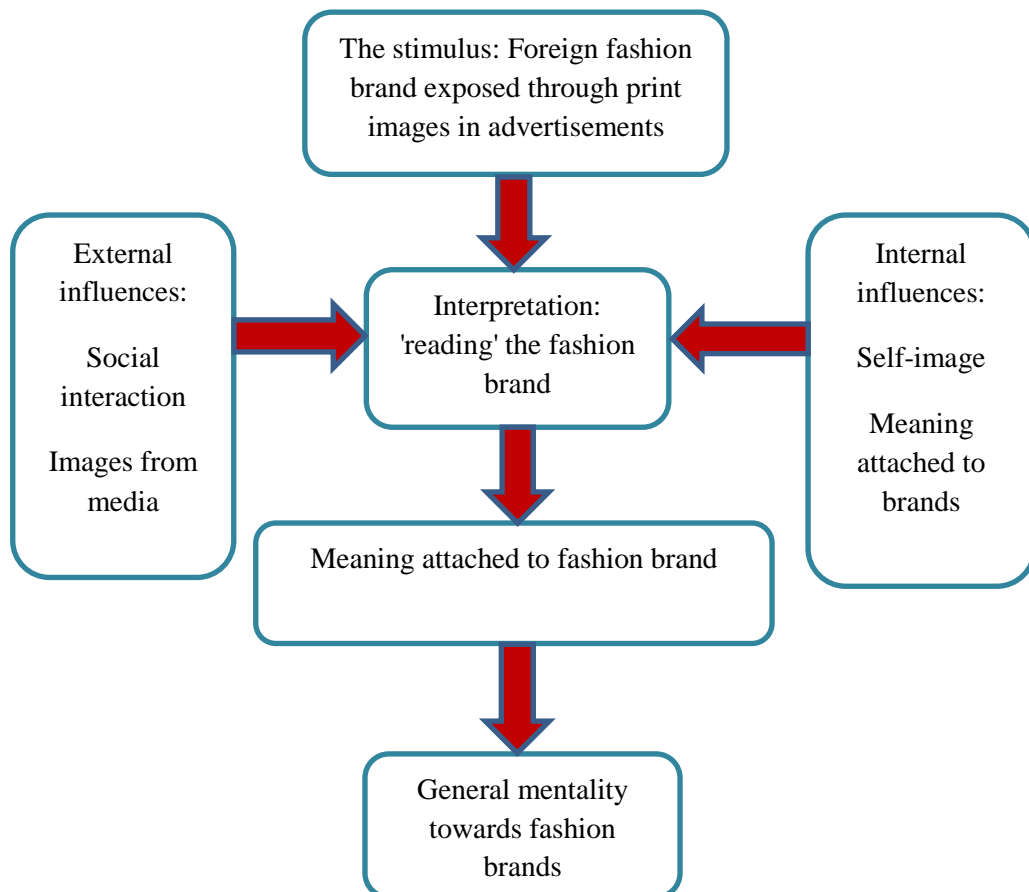 The stimulus: Foreign fashion
brand exposed through print
images in advertisements
External
influences:
Social
interaction
Images from
media
Interpretation:
'reading' the fashion
brand
Internal
influences:
Self-image
Meaning
attached to
brands
Meaning attached to fashion brand
General mentality
towards fashion
brands